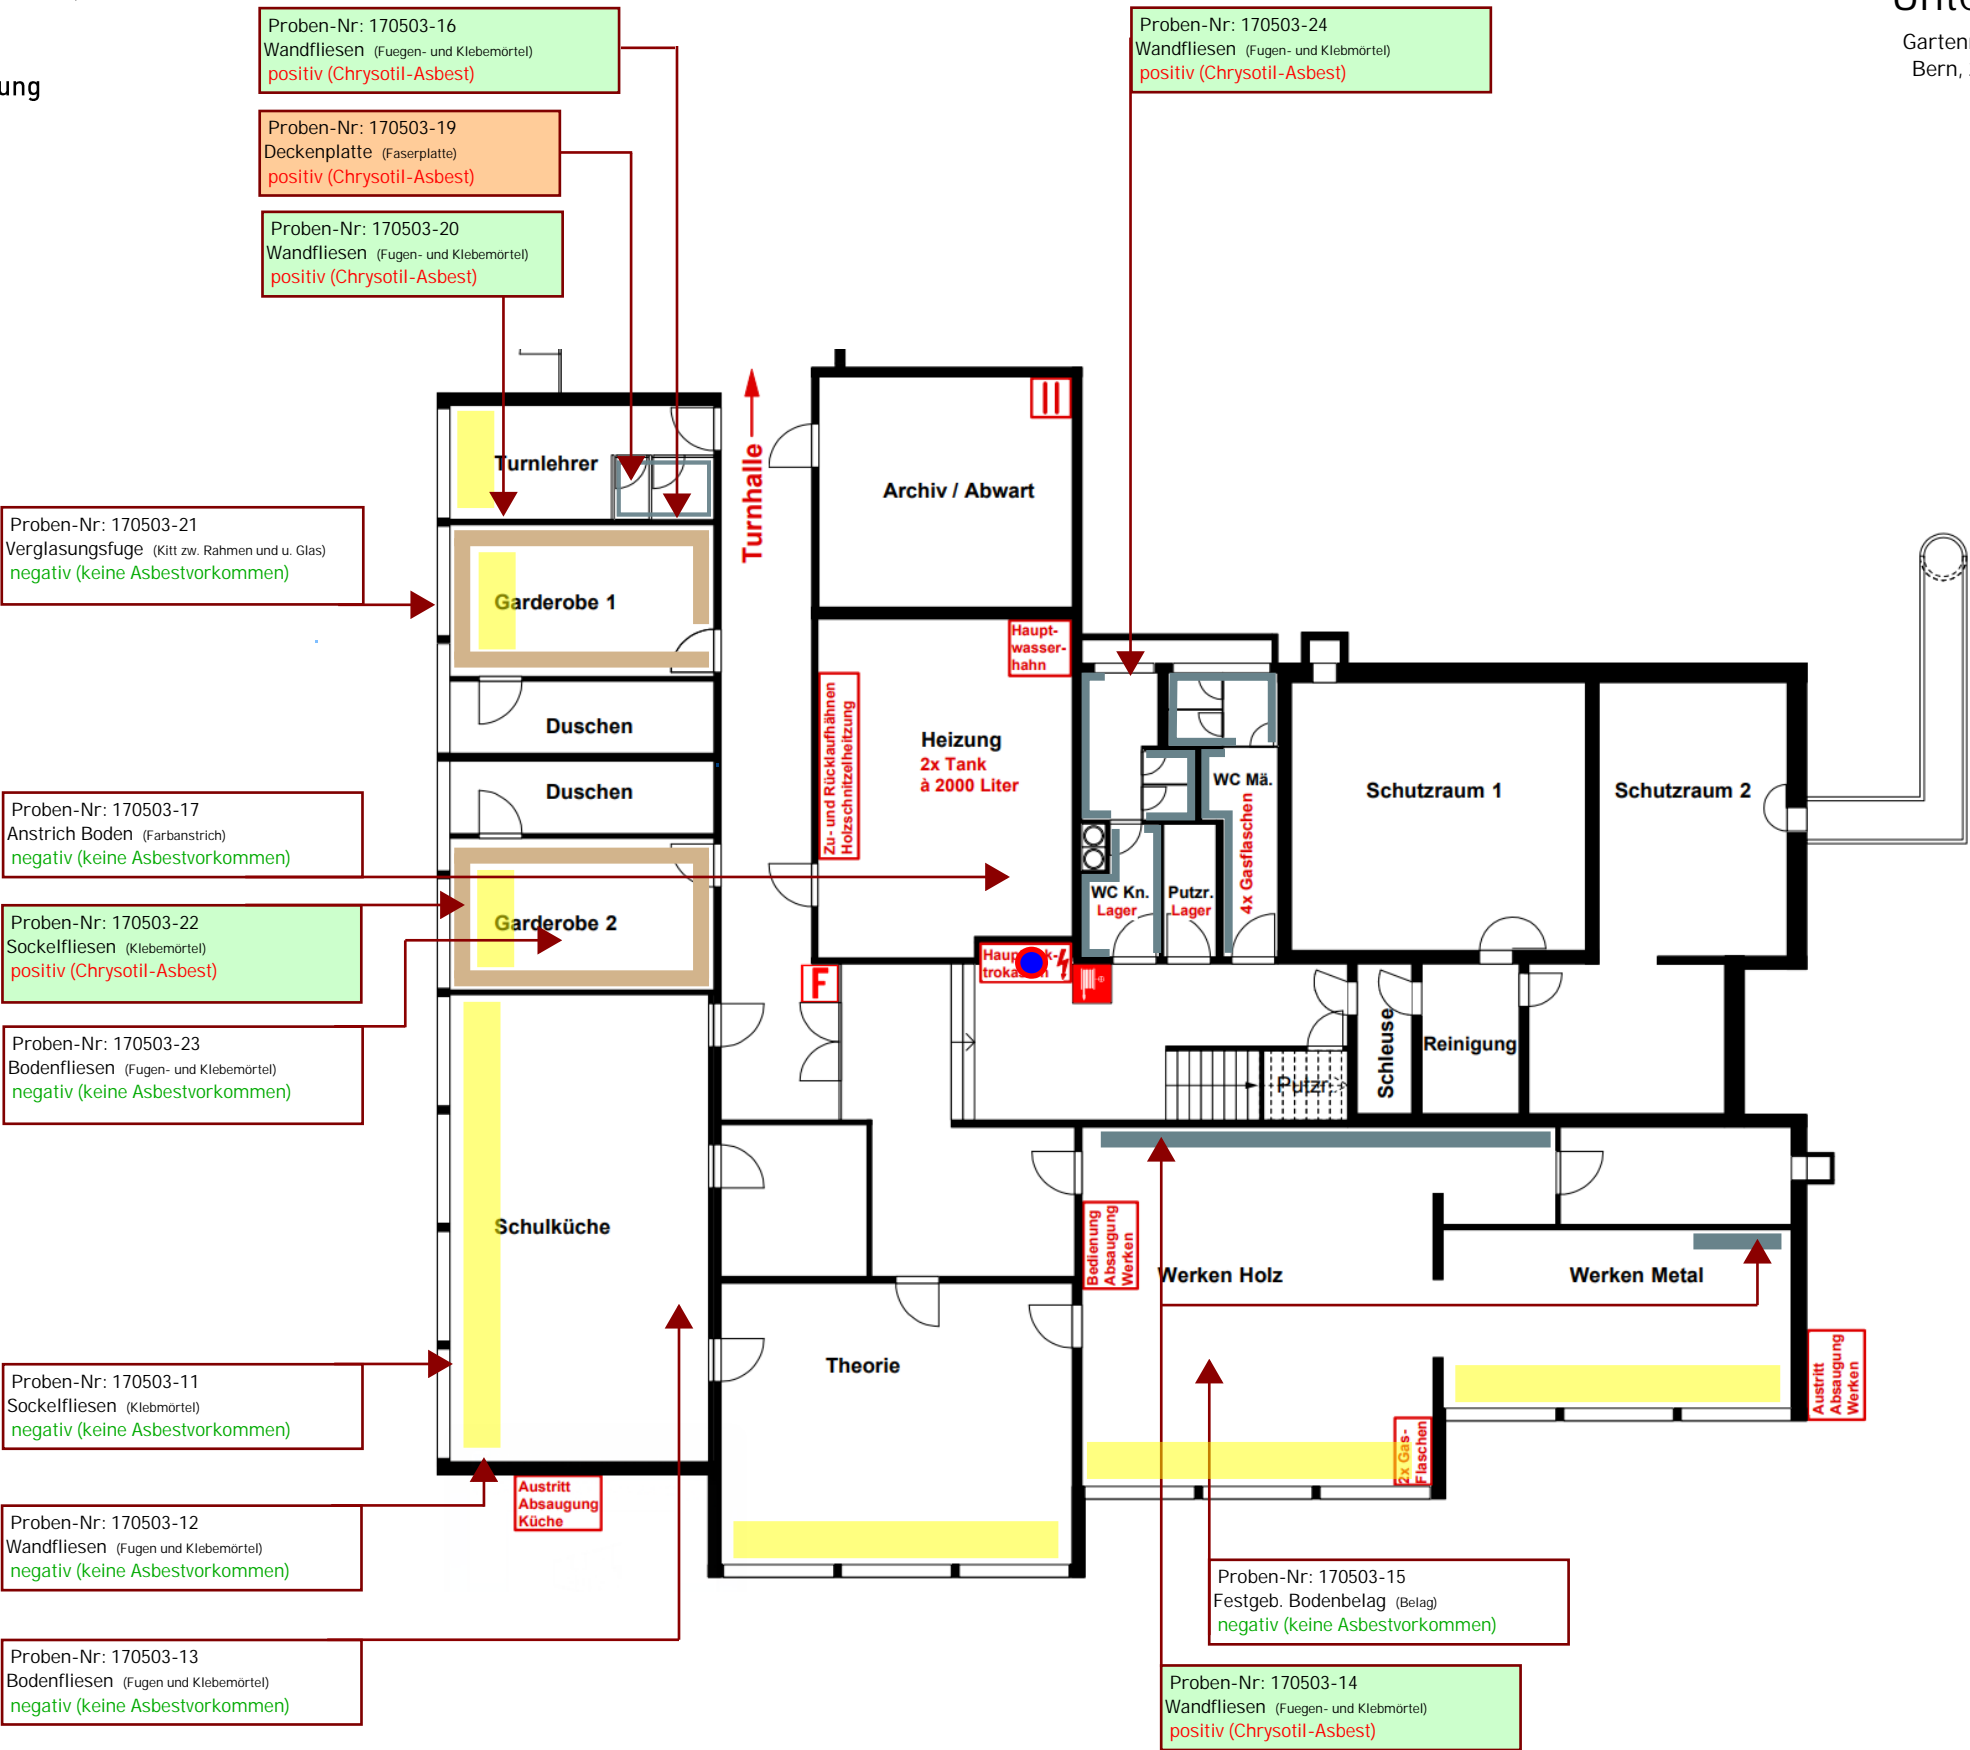 Gartenn
Bern,
ung
Proben-Nr: 170503-16
Wandfliesen (Fuegen- und Klebemörtel)
positiv (Chrysotil-Asbest)
Proben-Nr: 170503-24
Wandfliesen (Fugen- und Klebmörtel)
positiv (Chrysotil-Asbest)
Proben-Nr: 170503-19
Deckenplatte (Faserplatte)
positiv (Chrysotil-Asbest)
Proben-Nr: 170503-20
Wandfliesen (Fugen- und Klebemörtel)
positiv (Chrysotil-Asbest)
Turnlehrer
Turnhalle
Archiv / Abwart
Proben-Nr: 170503-21
Verglasungsfuge (Kitt zw. Rahmen und u. Glas)
negativ (keine Asbestvorkommen)
Garderobe 1
Haupt-
wasser-
hahn
Zu- und Rücklaufhähnen
Holzschnitzelheitzung
Duschen
Heizung
2x Tank
à 2000 Liter
WC Mä.
4x Gasflaschen
Schutzraum 1
Schutzraum 2
Duschen
Proben-Nr: 170503-17
Anstrich Boden (Farbanstrich)
negativ (keine Asbestvorkommen)
WC Kn.
Lager
Putzr.
Lager
Proben-Nr: 170503-22
Sockelfliesen (Klebemörtel)
positiv (Chrysotil-Asbest)
Garderobe 2
F
Proben-Nr: 170503-23
Bodenfliesen (Fugen- und Klebemörtel)
negativ (keine Asbestvorkommen)
Schleuse
Reinigung
Putzr.
Schulküche
Bedienung
Absaugung
Werken
Werken Holz
Werken Metal
Theorie
Austritt
Absaugung
Werken
Proben-Nr: 170503-11
Sockelfliesen (Klebmörtel)
negativ (keine Asbestvorkommen)
2x Gas-
Flaschen
Austritt
Absaugung
Küche
Proben-Nr: 170503-12
Wandfliesen (Fugen und Klebemörtel)
negativ (keine Asbestvorkommen)
Proben-Nr: 170503-15
Festgeb. Bodenbelag (Belag)
negativ (keine Asbestvorkommen)
Proben-Nr: 170503-13
Bodenfliesen (Fugen und Klebemörtel)
negativ (keine Asbestvorkommen)
Proben-Nr: 170503-14
Wandfliesen (Fuegen- und Klebmörtel)
positiv (Chrysotil-Asbest)